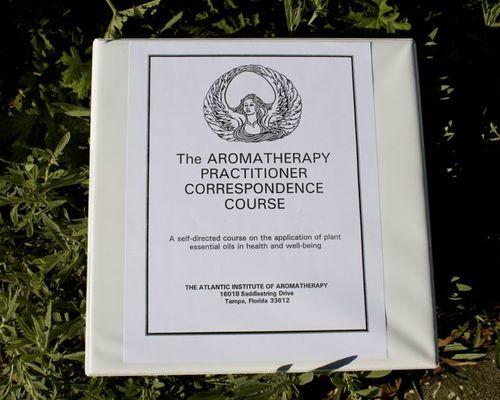 The AROMATHERAPY
PRACTITIONER
CORRESPONDENCE
COURSE
A self-directed course on the application of plant
essential oils in health and well-being
THE ATLANTIC INSTITUTE OF AROMATHERAPY
16018 Saddlestring Drive
Tampa, Florida 33612